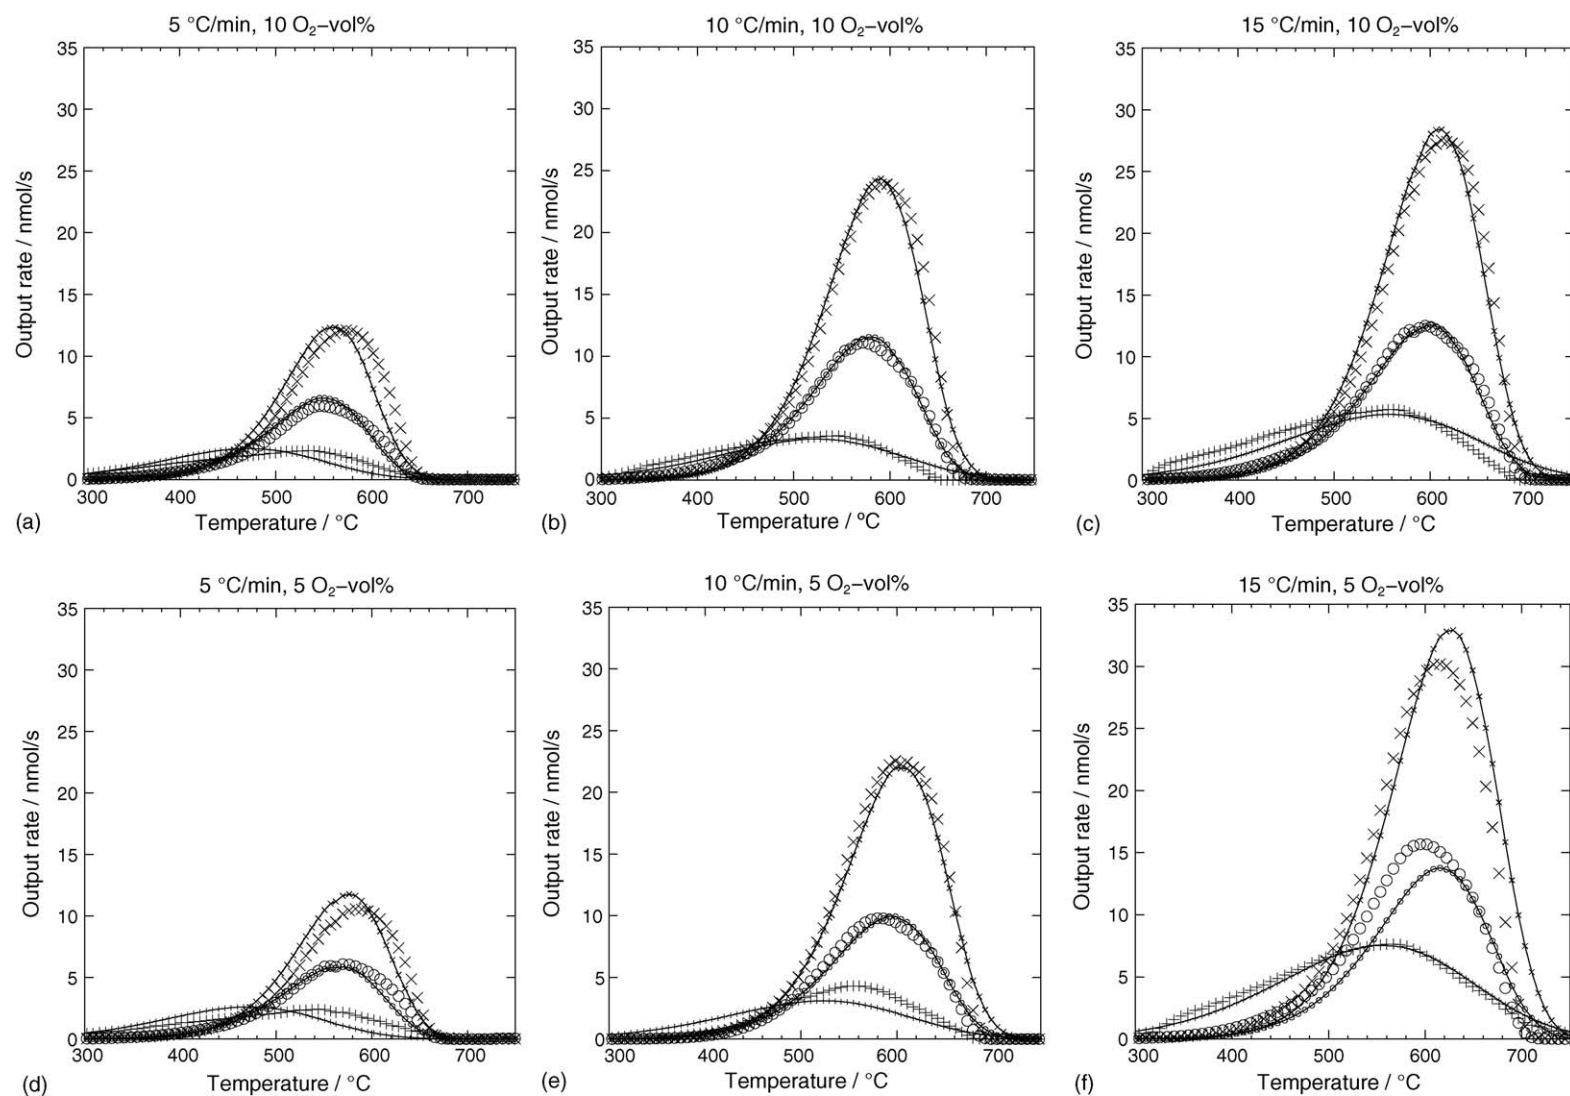 5 °C/min, 10 O₂–vol%
35
30
25
20
15
10
5
0
Output rate / nmol/s
300 400 500 600 700
Temperature / °C
(a)
10 °C/min, 10 O₂–vol%
35
30
25
20
15
10
5
0
Output rate / nmol/s
300 400 500 600 700
Temperature / °C
(b)
15 °C/min, 10 O₂–vol%
35
30
25
20
15
10
5
0
Output rate / nmol/s
300 400 500 600 700
Temperature / °C
(c)
5 °C/min, 5 O₂–vol%
35
30
25
20
15
10
5
0
Output rate / nmol/s
300 400 500 600 700
Temperature / °C
(d)
10 °C/min, 5 O₂–vol%
35
30
25
20
15
10
5
0
Output rate / nmol/s
300 400 500 600 700
Temperature / °C
(e)
15 °C/min, 5 O₂–vol%
35
30
25
20
15
10
5
0
Output rate / nmol/s
300 400 500 600 700
Temperature / °C
(f)